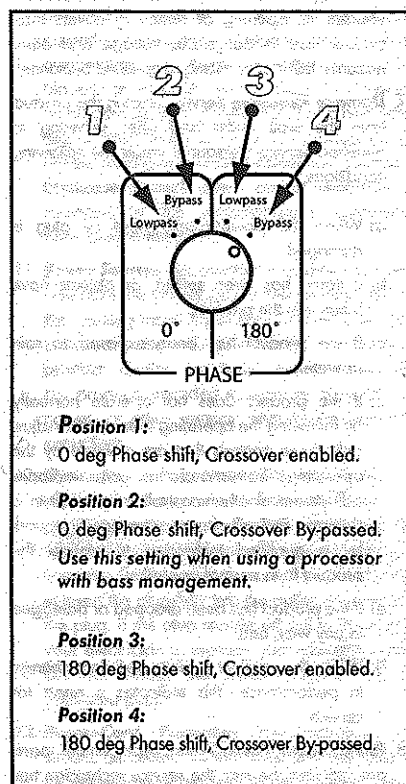 2 3
1 4
Bypass Lowpass
Lowpass Bypass
0° 180°
PHASE
Position 1:
0 deg Phase shift, Crossover enabled.
Position 2:
0 deg Phase shift, Crossover By-passed.
Use this setting when using a processor
with bass management.
Position 3:
180 deg Phase shift, Crossover enabled.
Position 4:
180 deg Phase shift, Crossover By-passed.